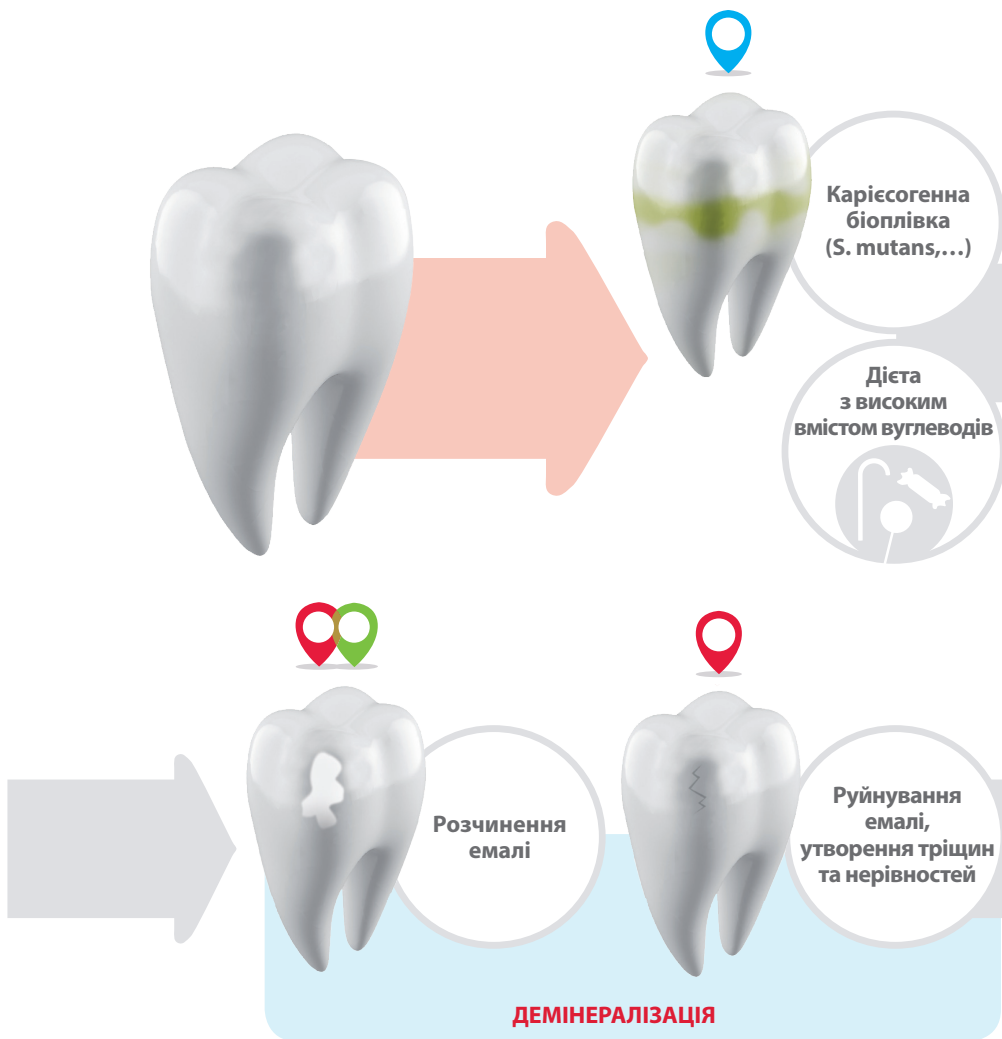 Карієсогенна
біоплівка
(S. mutans,…)
Дієта
з високим
вмістом вуглеводів
Розчинення
емалі
Руйнування
емалі,
утворення тріщин
та нерівностей
ДЕМІНЕРАЛІЗАЦІЯ